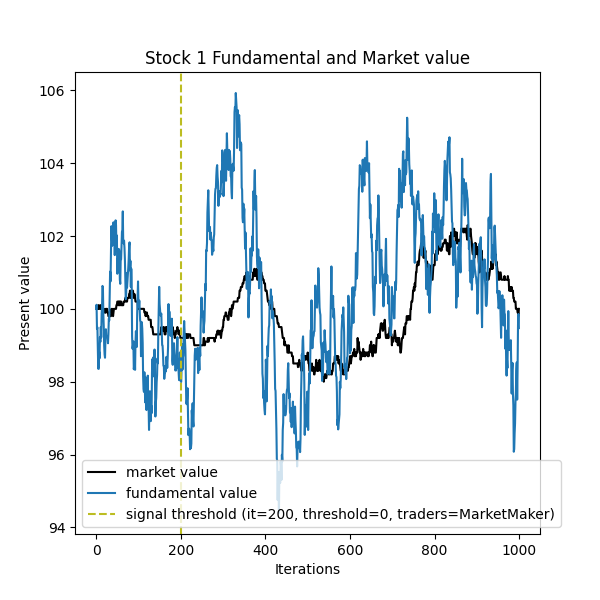 Stock 1 Fundamental and Market value
Present value
106
104
102
100
98
96
94
market value
fundamental value
signal threshold (it=200, threshold=0, traders=MarketMaker)
0 200 400 600 800 1000
Iterations